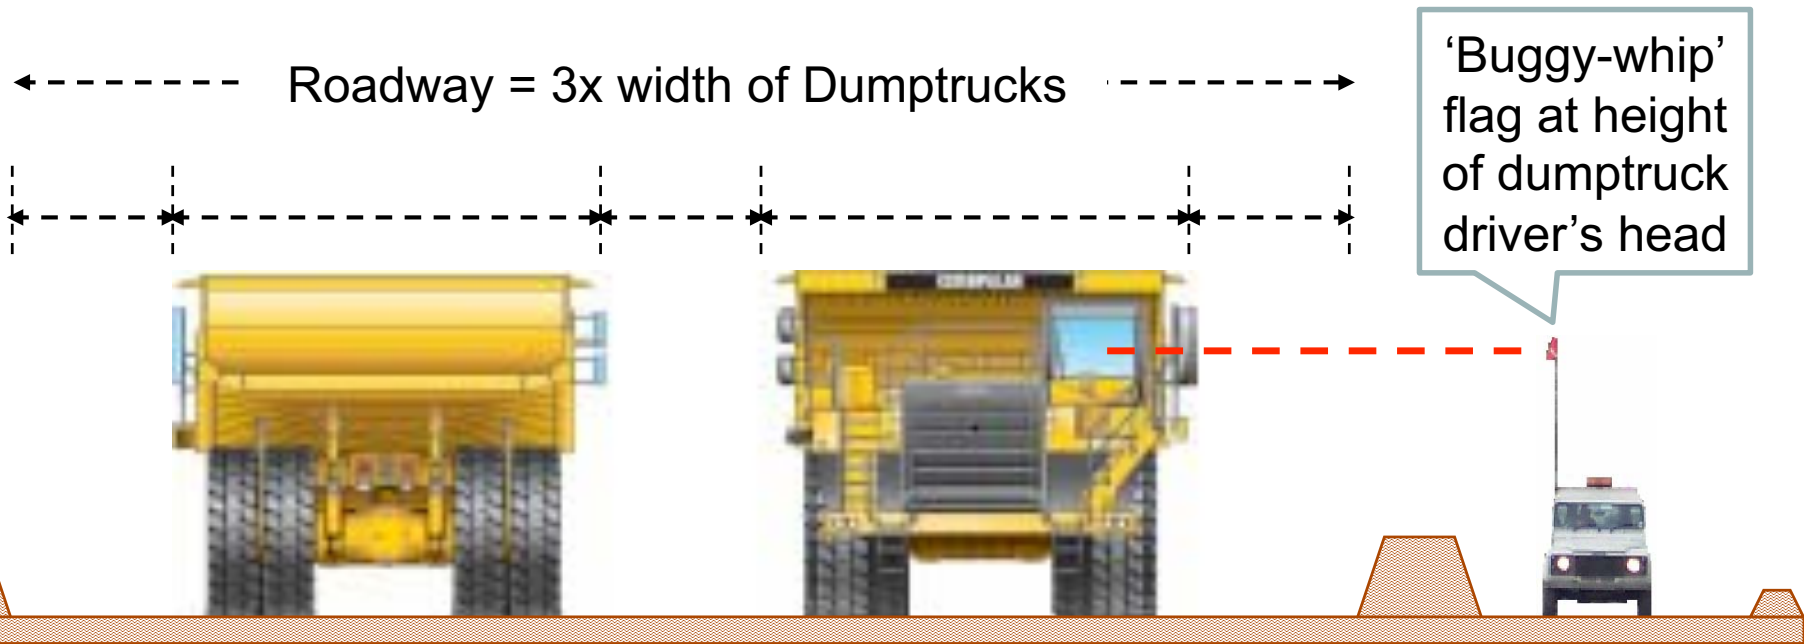 Roadway = 3x width of Dumptrucks
‘Buggy-whip’
flag at height
of dumptruck
driver’s head